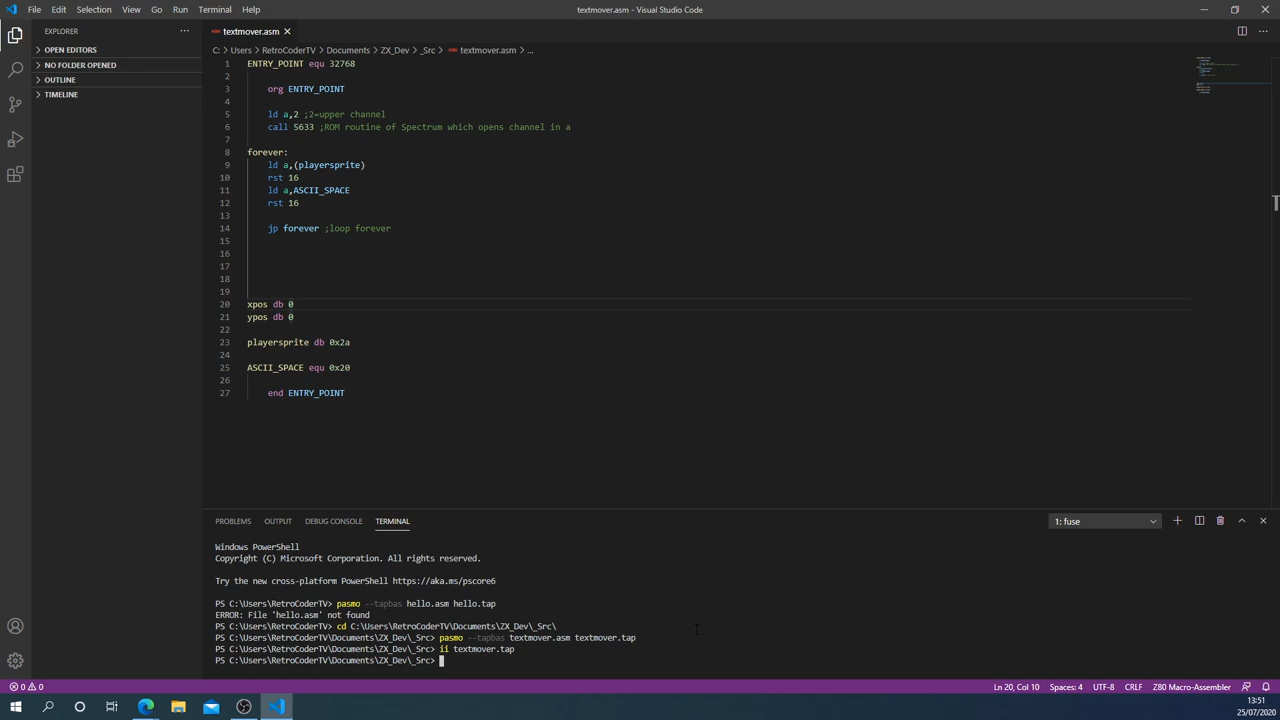 File Edit Selection View Go Run Terminal Help
textmover.asm - Visual Studio Code
EXPLORER
OPEN EDITORS
NO FOLDER OPENED
OUTLINE
TIMELINE
textmover.asm
C: > Users > RetroCoderTV > Documents > ZX_Dev > _Src > textmover.asm > ...
1 ENTRY_POINT equ 32768
2
3 org ENTRY_POINT
4
5 ld a,2 ;2=upper channel
6 call 5633 ;ROM routine of Spectrum which opens channel in a
7
8 forever:
9 ld a,(playersprite)
10 rst 16
11 ld a,ASCII_SPACE
12 rst 16
13
14 jp forever ;loop forever
15
16
17
18
19
20 xpos db 0
21 ypos db 0
22
23 playersprite db 0x2a
24
25 ASCII_SPACE equ 0x20
26
27 end ENTRY_POINT
PROBLEMS OUTPUT DEBUG CONSOLE TERMINAL
1: fuse
Windows PowerShell
Copyright (C) Microsoft Corporation. All rights reserved.
Try the new cross-platform PowerShell https://aka.ms/pscore6
PS C:\Users\RetroCoderTV> pasmo --tapbas hello.asm hello.tap
ERROR: File 'hello.asm' not found
PS C:\Users\RetroCoderTV> cd C:\Users\RetroCoderTV\Documents\ZX_Dev\_Src\
PS C:\Users\RetroCoderTV\Documents\ZX_Dev\_Src> pasmo --tapbas textmover.asm textmover.tap
PS C:\Users\RetroCoderTV\Documents\ZX_Dev\_Src> ii textmover.tap
PS C:\Users\RetroCoderTV\Documents\ZX_Dev\_Src>
0 0
Ln 20, Col 10 Spaces: 4 UTF-8 CRLF Z80 Macro-Assembler
13:51
25/07/2020